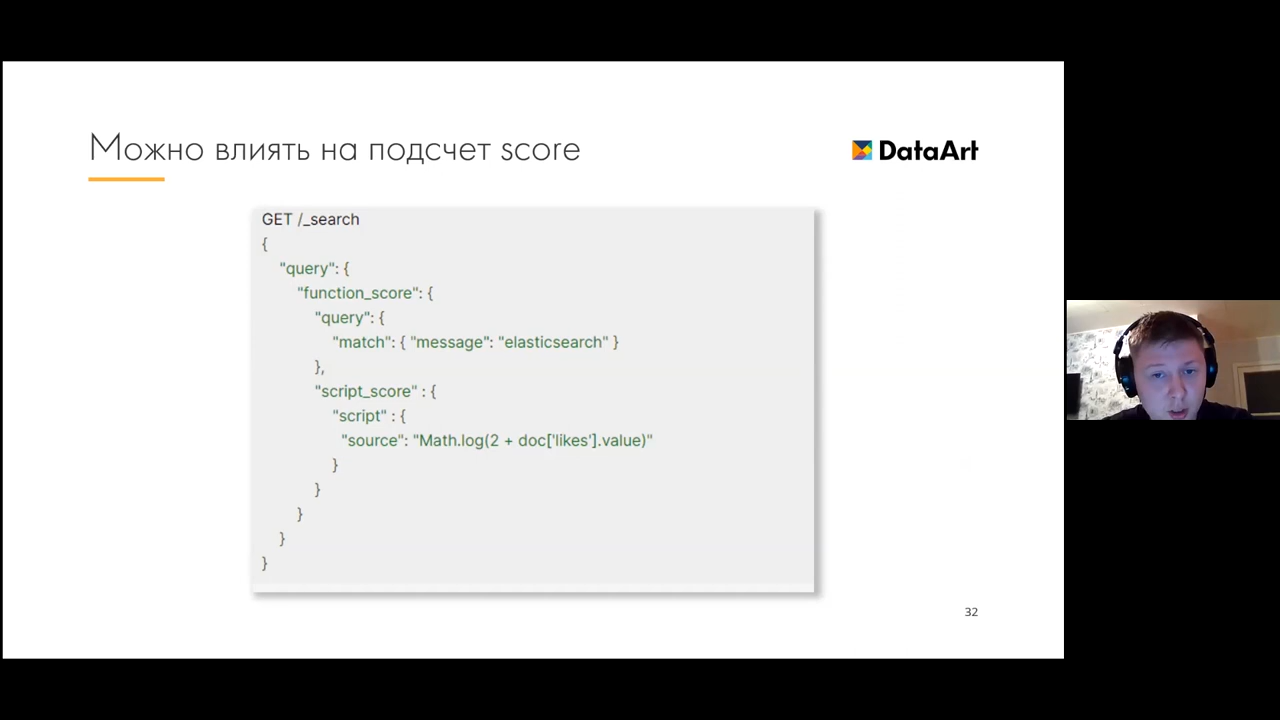 Можно влиять на подсчет score
DataArt
GET /_search
{
"query": {
"function_score": {
"query": {
"match": { "message": "elasticsearch" }
},
"script_score" : {
"script" : {
"source": "Math.log(2 + doc['likes'].value)"
}
}
}
}
}
32